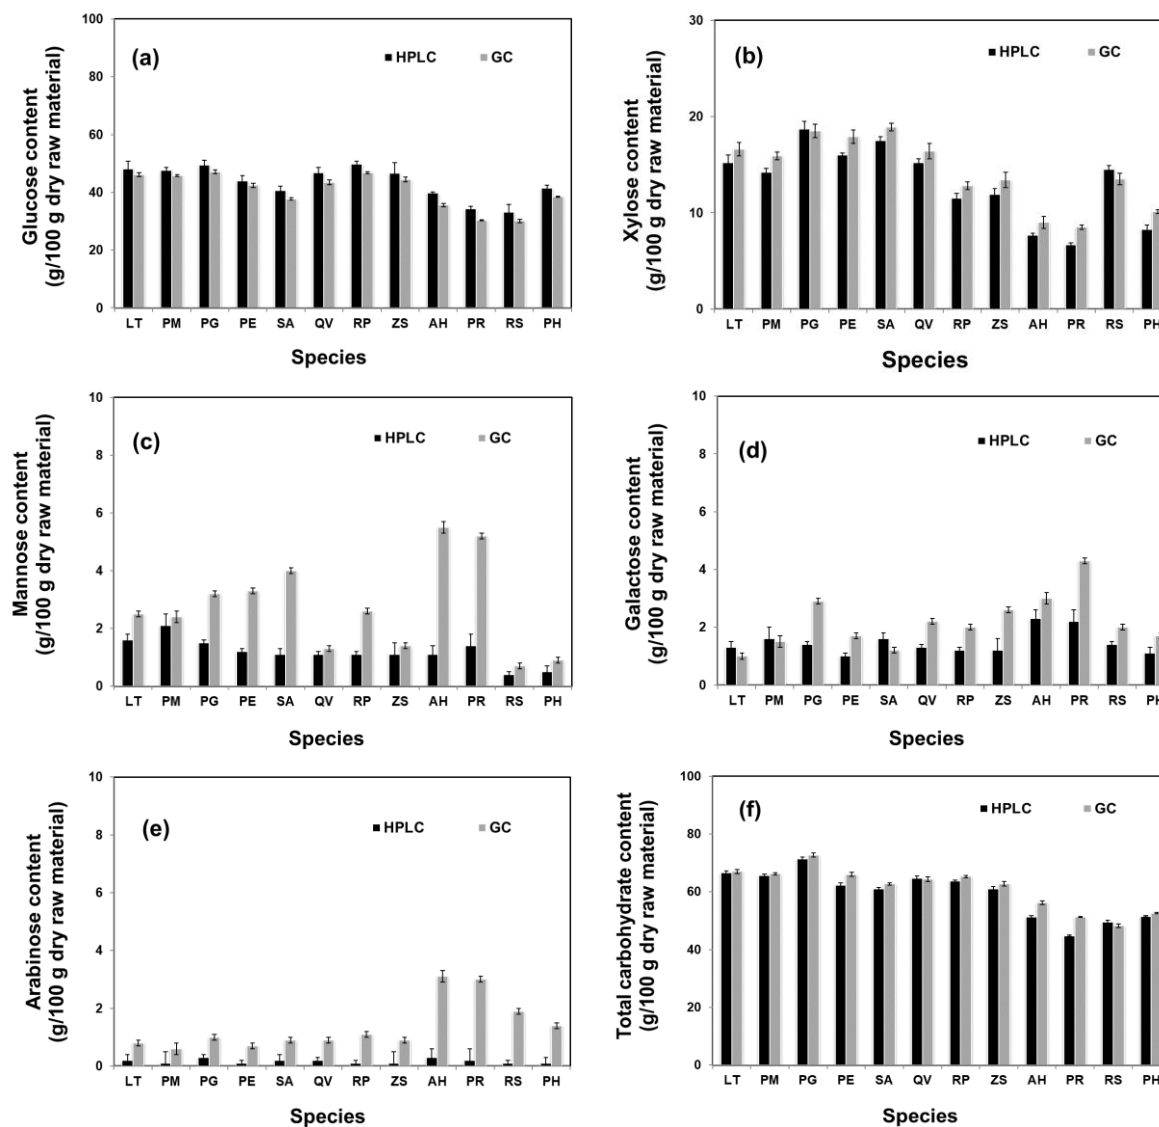 100
80
60
40
20
0
(a)
HPLC GC
Glucose content
(g/100 g dry raw material)
LT PM PG PE SA QV RP ZS AH PR RS PH
Species
30
20
10
0
(b)
HPLC GC
Xylose content
(g/100 g dry raw material)
LT PM PG PE SA QV RP ZS AH PR RS PH
Species
10
8
6
4
2
0
(c)
HPLC GC
Mannose content
(g/100 g dry raw material)
LT PM PG PE SA QV RP ZS AH PR RS PH
Species
10
8
6
4
2
0
(d)
HPLC GC
Galactose content
(g/100 g dry raw material)
LT PM PG PE SA QV RP ZS AH PR RS PH
Species
10
8
6
4
2
0
(e)
HPLC GC
Arabinose content
(g/100 g dry raw material)
LT PM PG PE SA QV RP ZS AH PR RS PH
Species
100
80
60
40
20
0
(f)
HPLC GC
Total carbohydrate content
(g/100 g dry raw material)
LT PM PG PE SA QV RP ZS AH PR RS PH
Species